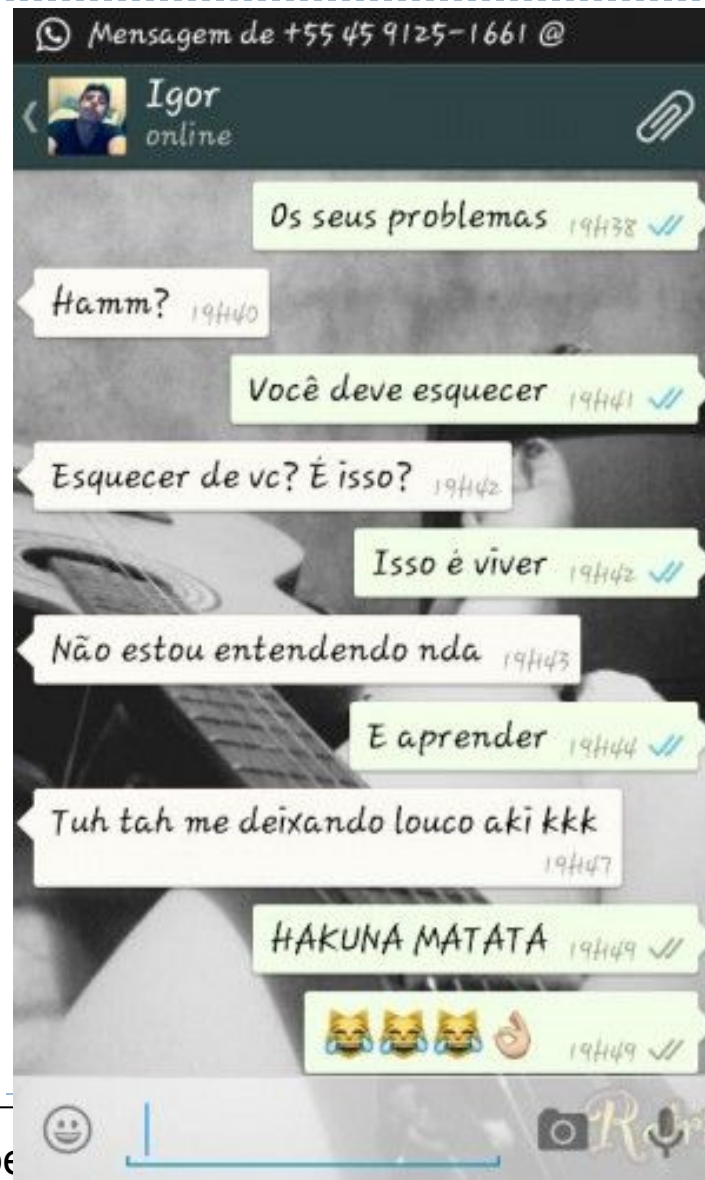 Mensagem de +55 45 9125-1661 @
Igor
online
Os seus problemas 19H38
Hamm? 19H40
Você deve esquecer 19H41
Esquecer de vc? É isso? 19H42
Isso é viver 19H42
Não estou entendendo nda 19H43
E aprender 19H44
Tuh tah me deixando louco aki kkk
19H47
HAKUNA MATATA 19H49
😹😹😹👌 19H49